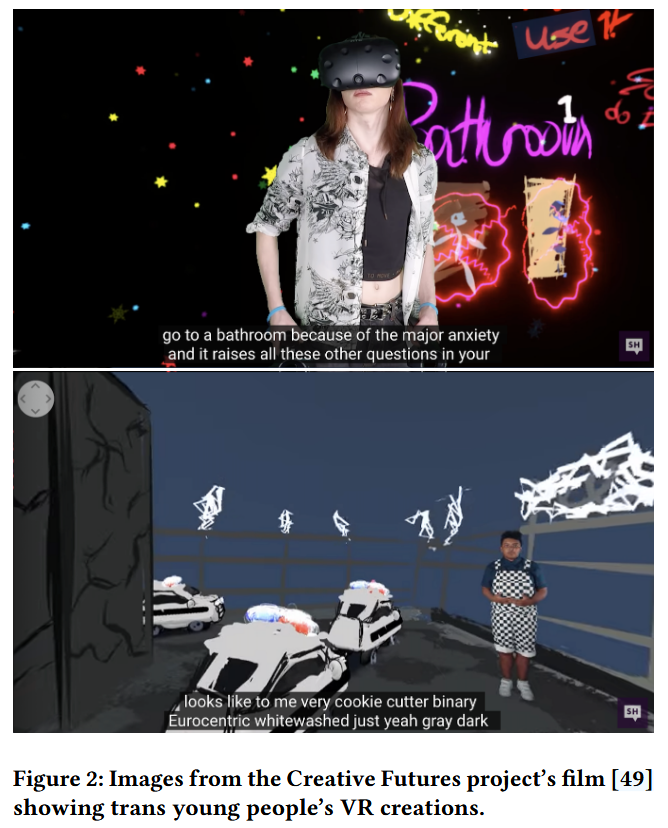 Different
use it
Bathroom
1
go to a bathroom because of the major anxiety
and it raises all these other questions in your
SH
looks like to me very cookie cutter binary
Eurocentric whitewashed just yeah gray dark
SH
Figure 2: Images from the Creative Futures project’s film [49]
showing trans young people’s VR creations.